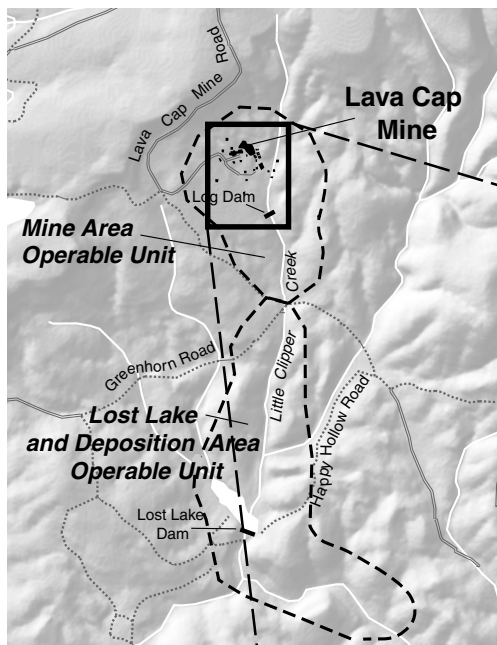 Lava Cap Mine Road
Lava Cap
Mine
Log Dam
Mine Area
Operable Unit
Little Clipper Creek
Greenhorn Road
Happy Hollow Road
Lost Lake
and Deposition Area
Operable Unit
Lost Lake
Dam